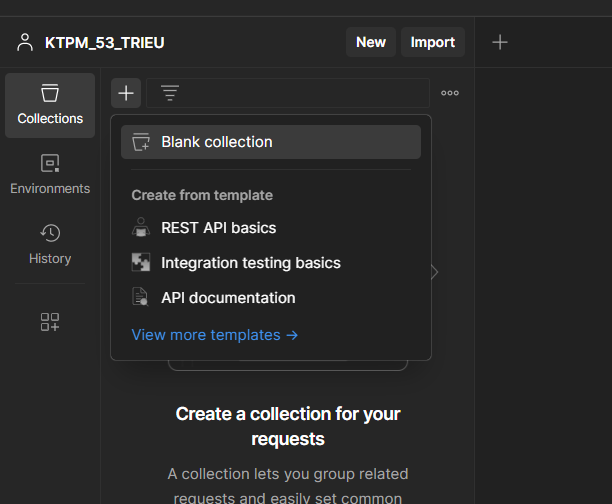 KTPM_53_TRIEU
New
Import
Collections
Environments
History
Blank collection
Create from template
REST API basics
Integration testing basics
API documentation
View more templates →
Create a collection for your
requests
A collection lets you group related
requests and easily set common